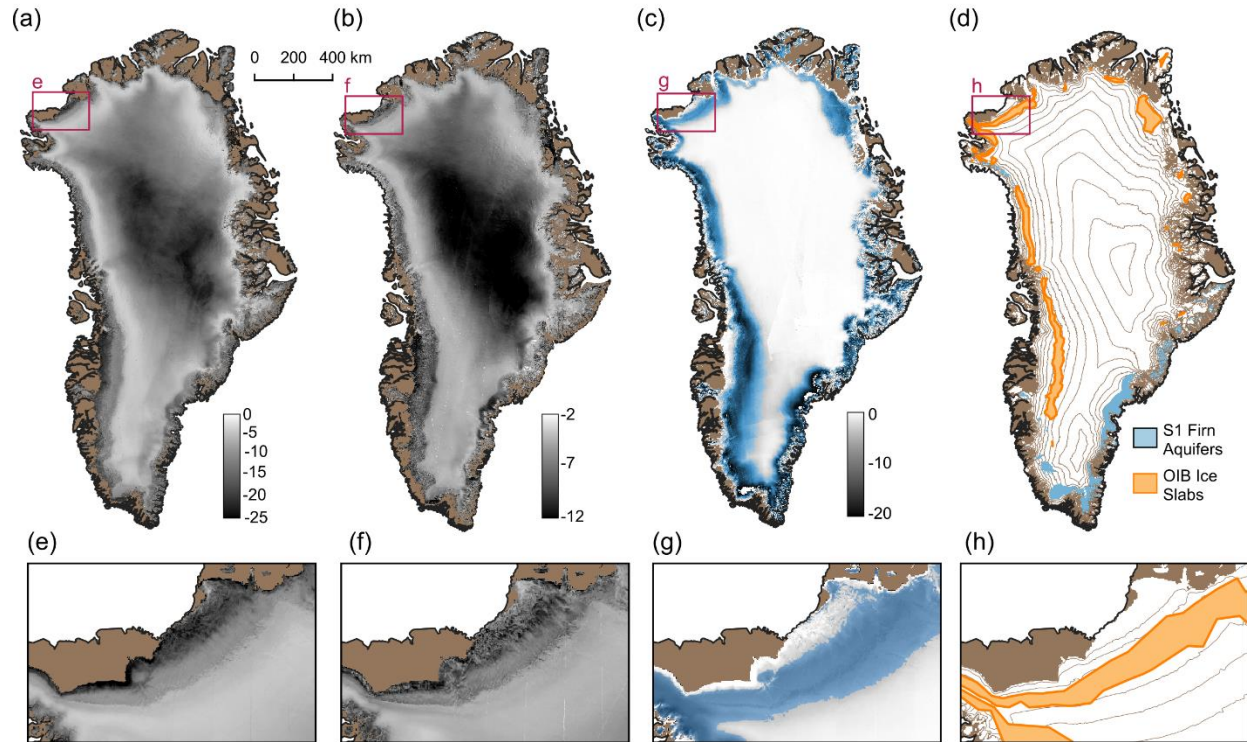 (a)
(b)
(c)
(d)
0 200 400 km
e
f
g
h
0
-5
-10
-15
-20
-25
-2
-7
-12
0
-10
-20
S1 Firn
Aquifers
OIB Ice
Slabs
(e)
(f)
(g)
(h)